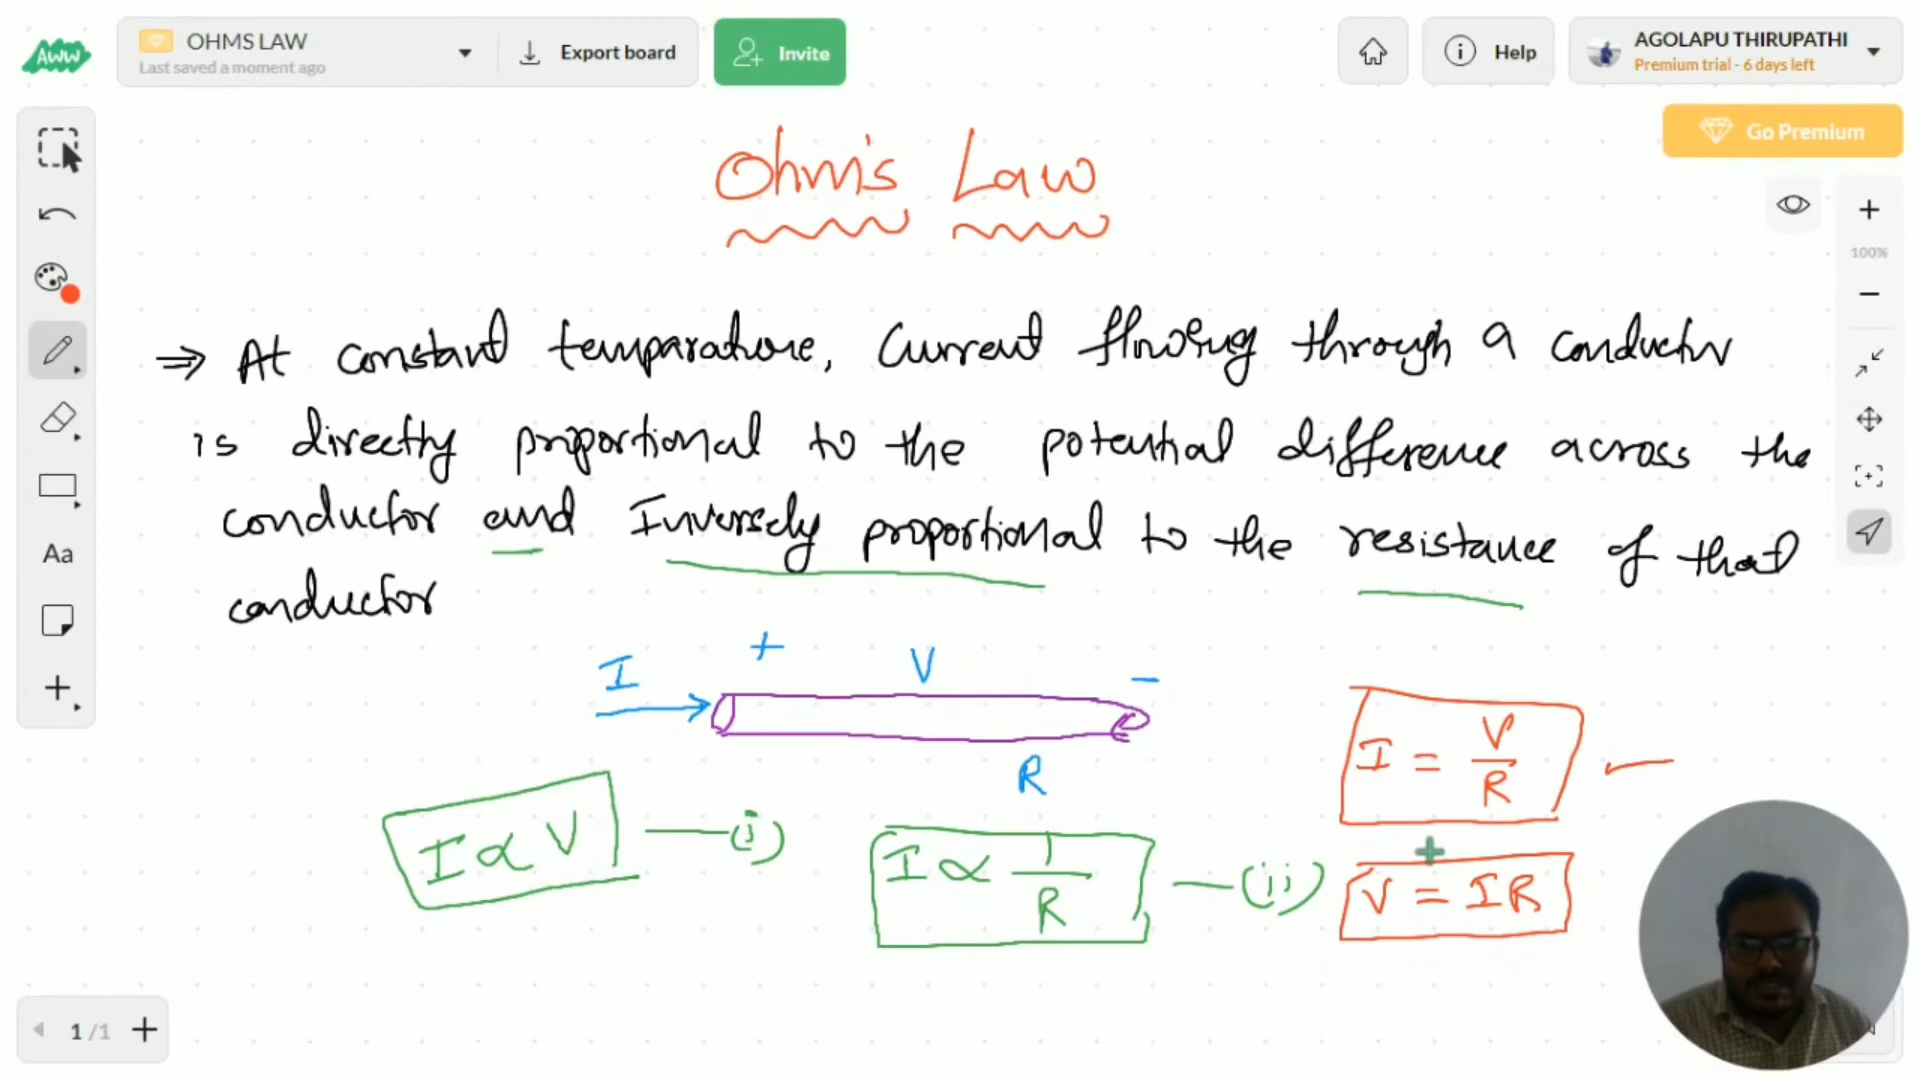 AWW
OHMS LAW
Last saved a moment ago
Export board
Invite
Help
AGOLAPU THIRUPATHI
Premium trial - 6 days left
Go Premium
100%
Ohm's Law
⇒ At constant temparature, Current flowing through a conductor
is directly proportional to the potential difference across the
conductor and Inversely proportional to the resistance of that
conductor
I + V -
R
I = V/R
I ∝ V —(i)
I ∝ 1/R —(ii)
V = IR
Aa
1 /1